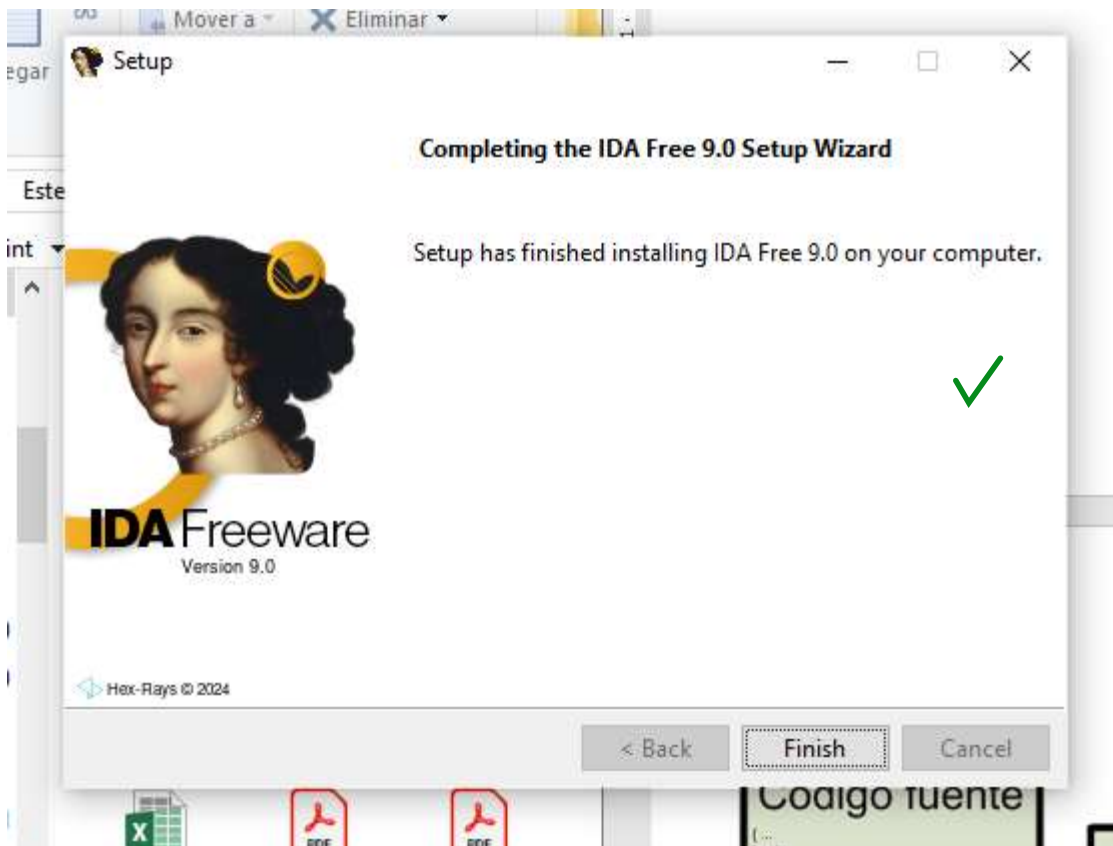 Mover a
Eliminar
egar
Setup
Completing the IDA Free 9.0 Setup Wizard
Este
int
Setup has finished installing IDA Free 9.0 on your computer.
IDA Freeware
Version 9.0
Hex-Rays © 2024
< Back
Finish
Cancel
Código fuente
X
PDF
PDF
{ ...